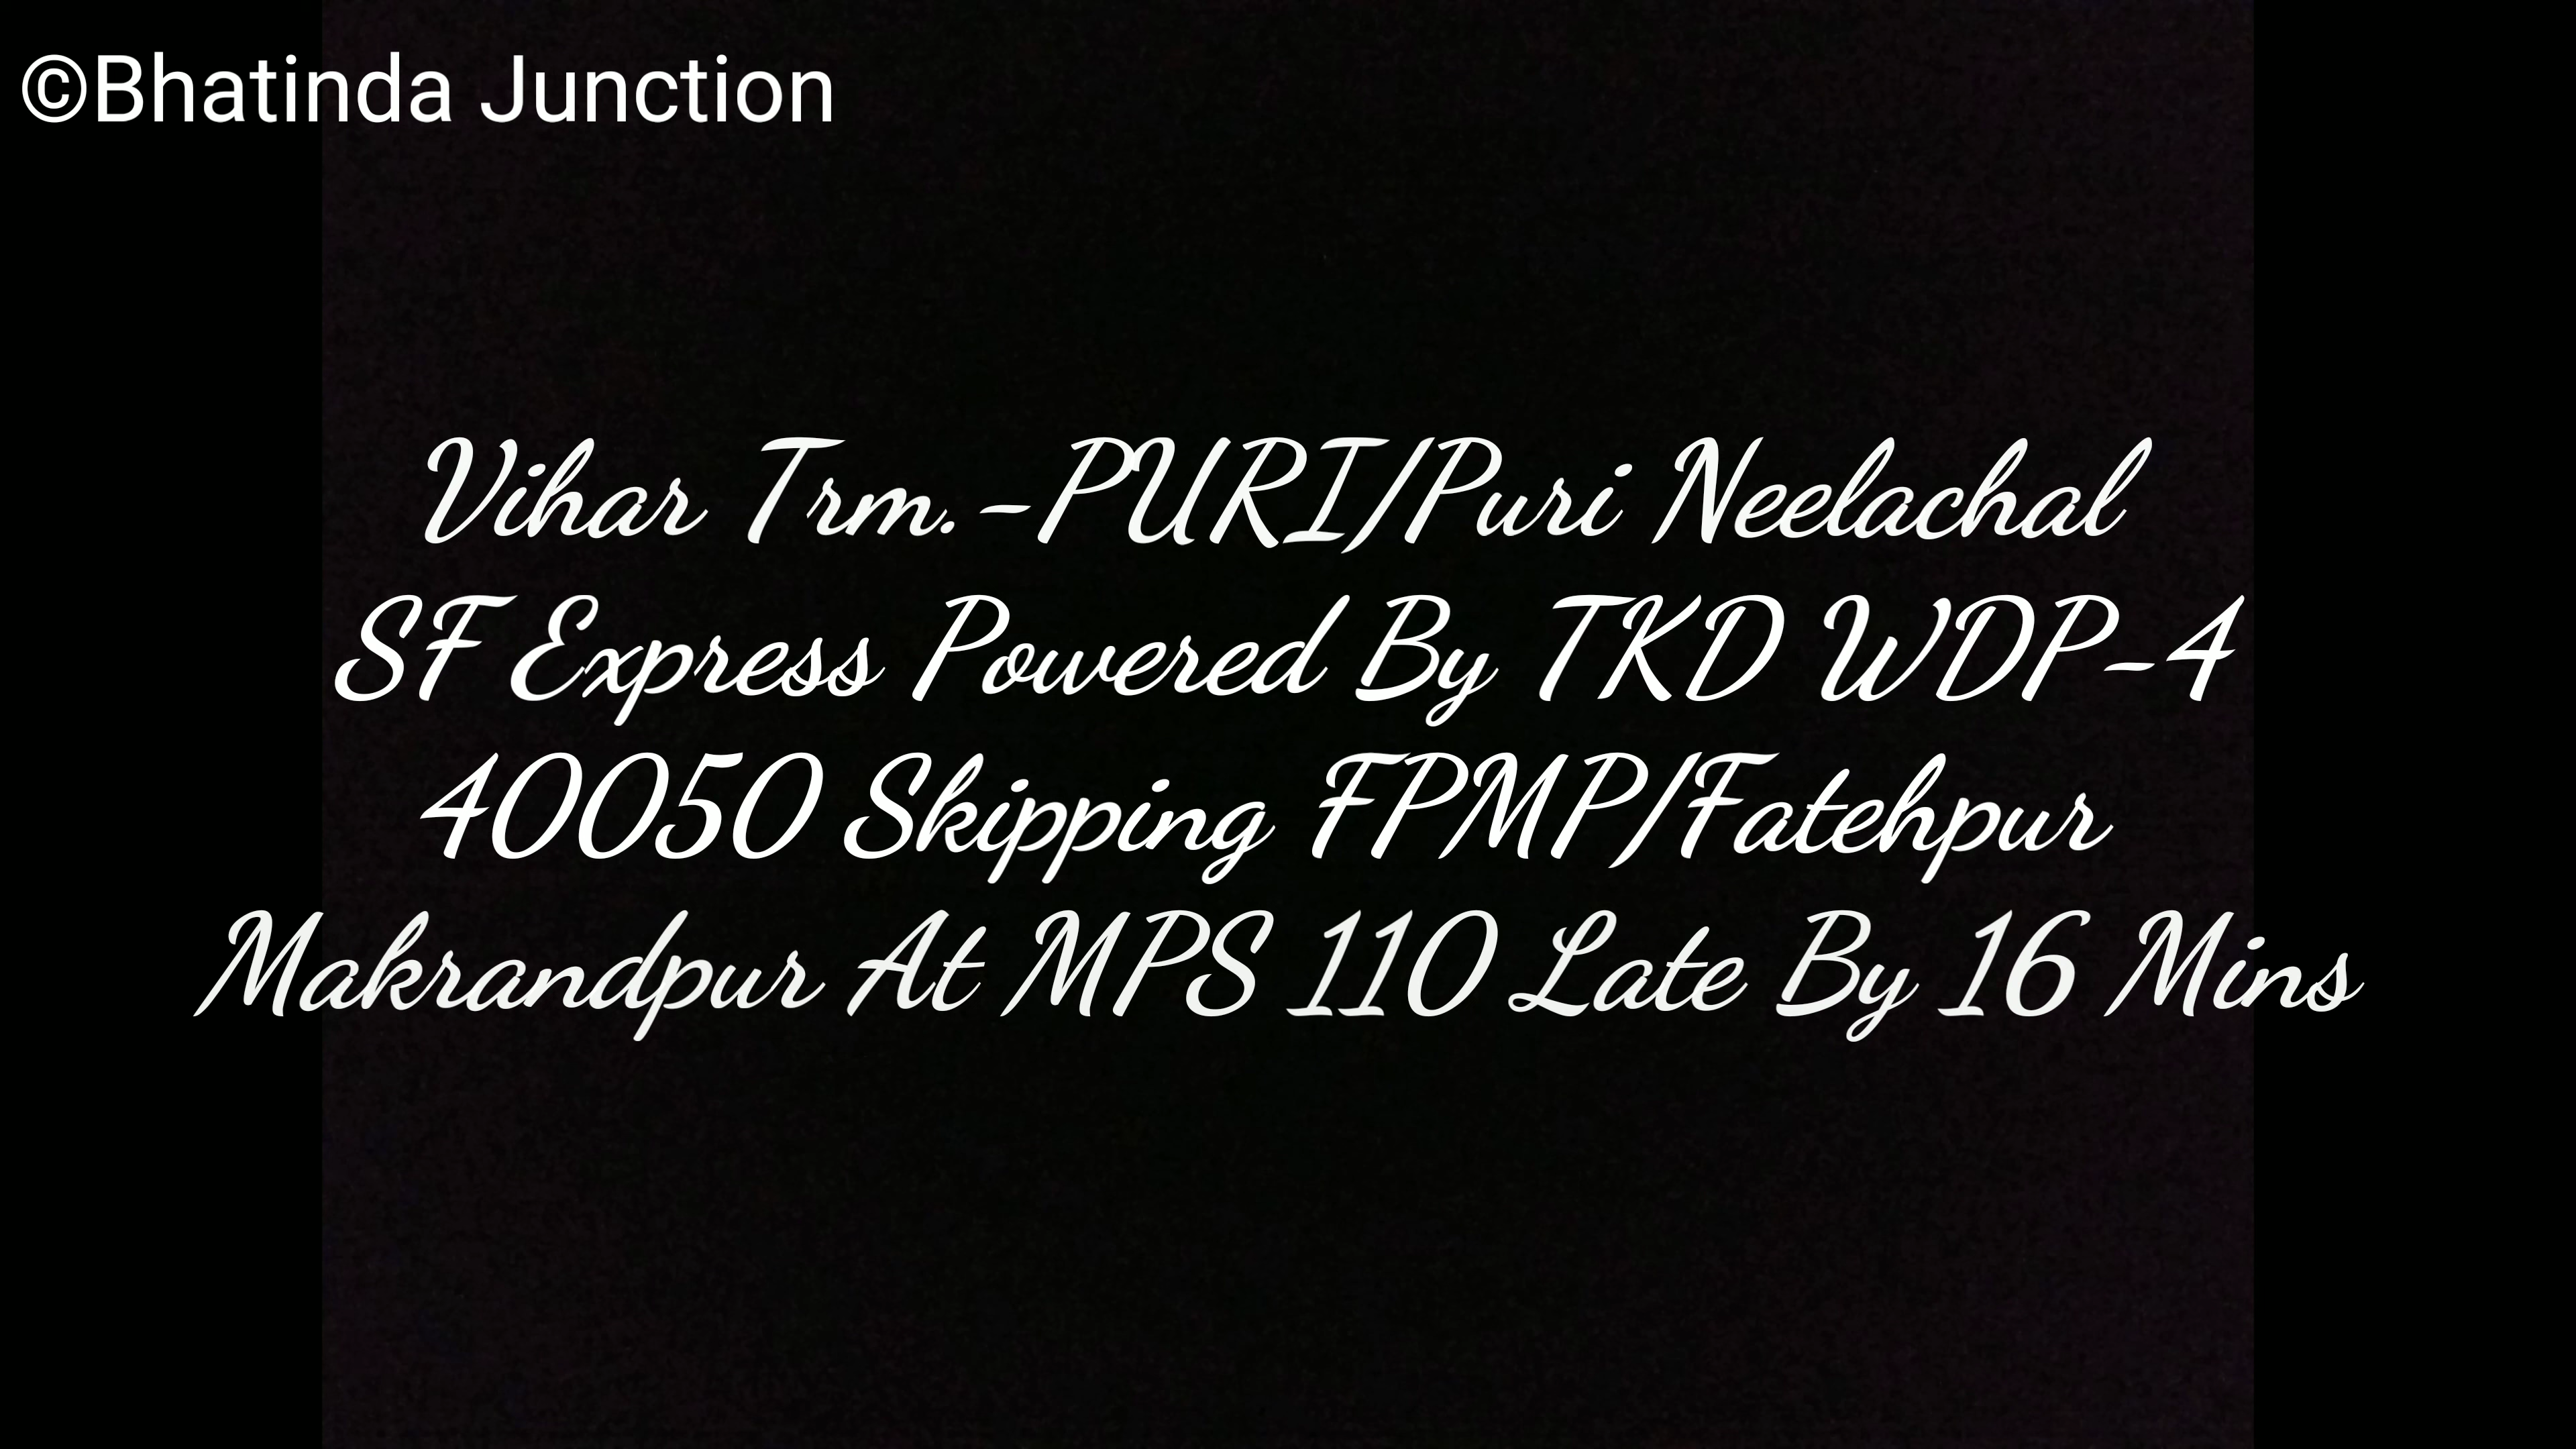 ©Bhatinda Junction
Vihar Trm.-PURI/Puri Neelachal
SF Express Powered By TKD WDP-4
40050 Skipping FPMP/Fatehpur
Makrandpur At MPS 110 Late By 16 Mins